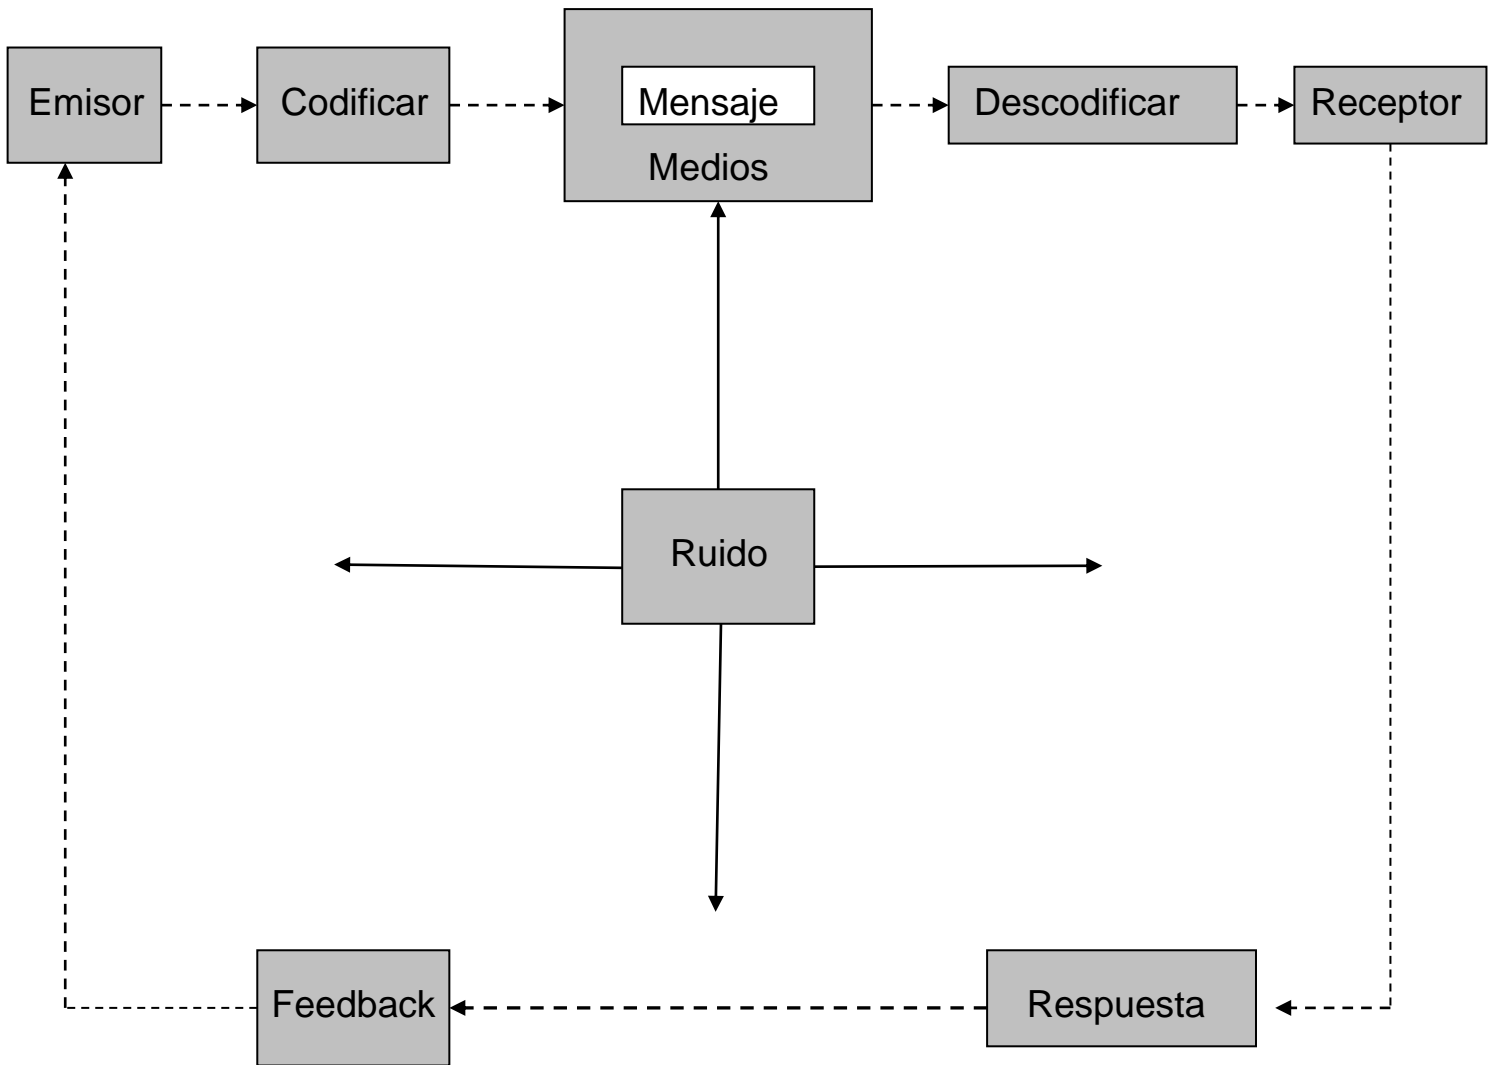 Emisor
Codificar
Mensaje
Medios
Descodificar
Receptor
Ruido
Feedback
Respuesta